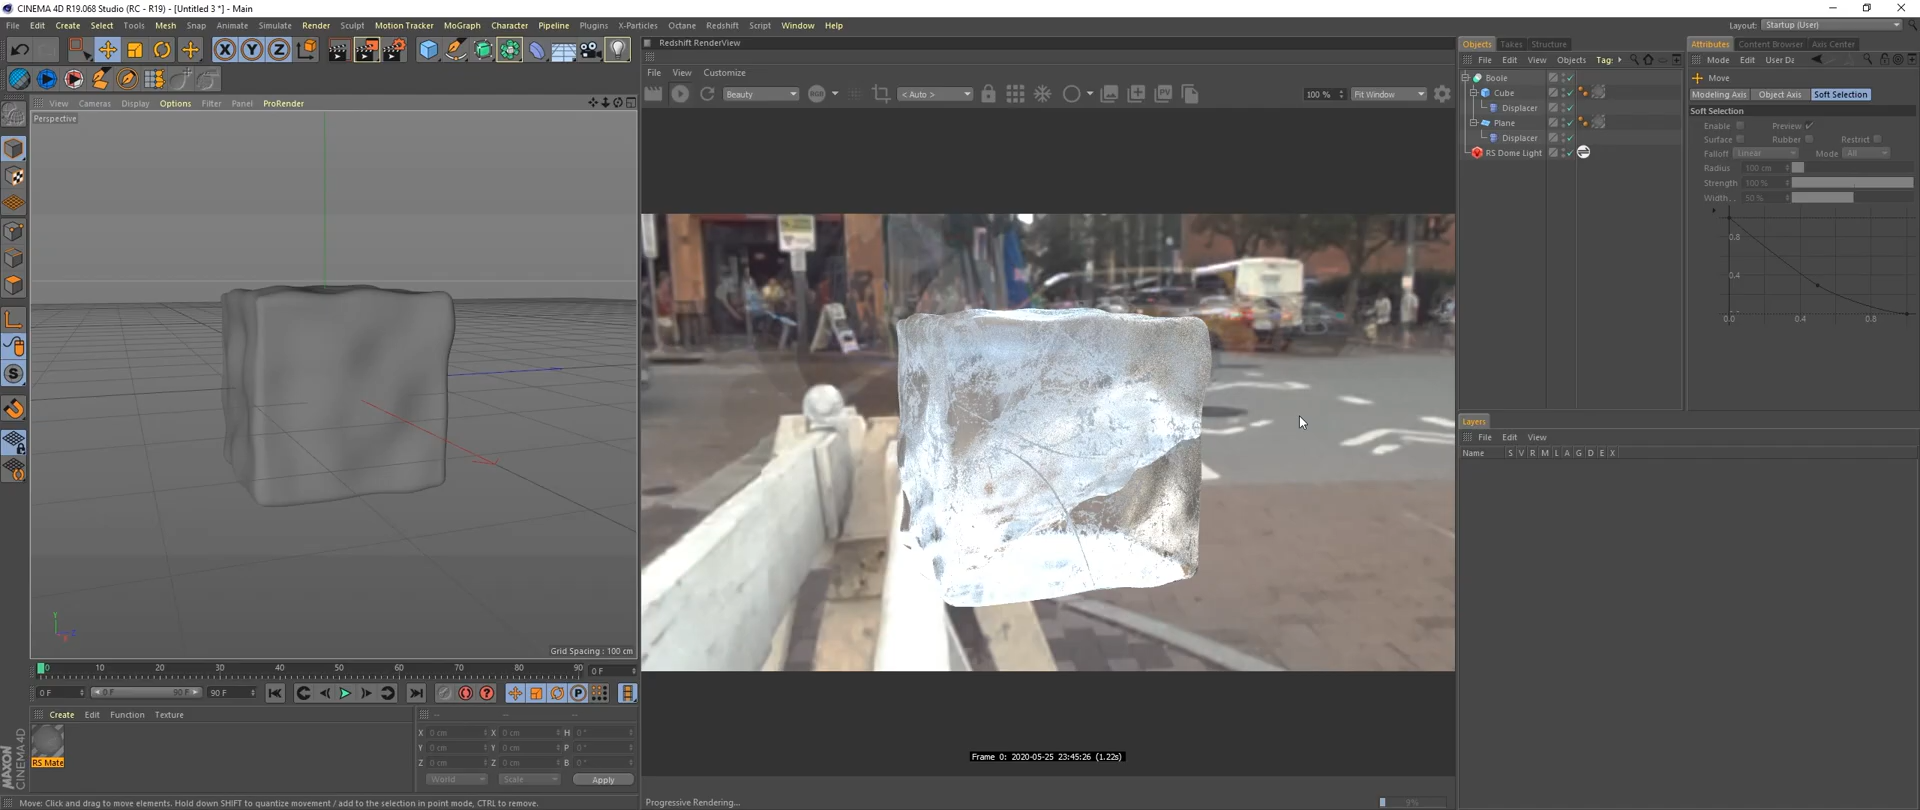 CINEMA 4D R19.068 Studio (RC - R19) - [Untitled 3 *] - Main
File Edit Create Select Tools Mesh Snap Animate Simulate Render Sculpt Motion Tracker MoGraph Character Pipeline Plugins X-Particles Octane Redshift Script Window Help
Layout: Startup (User)
Redshift RenderView
File View Customize
Beauty RGB < Auto > PV 100 % Fit Window
View Cameras Display Options Filter Panel ProRender
Perspective
Grid Spacing : 100 cm
0 10 20 30 40 50 60 70 80 90 0 F
0 F 0 F 90 F 90 F
Create Edit Function Texture
RS Mate
MAXON
CINEMA 4D
-- -- --
X 0 cm X 0 cm H 0 °
Y 0 cm Y 0 cm P 0 °
Z 0 cm Z 0 cm B 0 °
World Scale Apply
Move: Click and drag to move elements. Hold down SHIFT to quantize movement / add to the selection in point mode, CTRL to remove.
Frame 0: 2020-05-25 23:45:26 (1.22s)
Progressive Rendering...
Objects Takes Structure
File Edit View Objects Tags
Boole
Cube
Displacer
Plane
Displacer
RS Dome Light
Attributes Content Browser Axis Center
Mode Edit User Da
Move
Modeling Axis Object Axis Soft Selection
Soft Selection
Enable Preview
Surface Rubber Restrict
Falloff Linear Mode All
Radius 100 cm
Strength 100 %
Width . . 50 %
0.8
0.4
0.0 0.4 0.8
Layers
File Edit View
Name S V R M L A G D E X